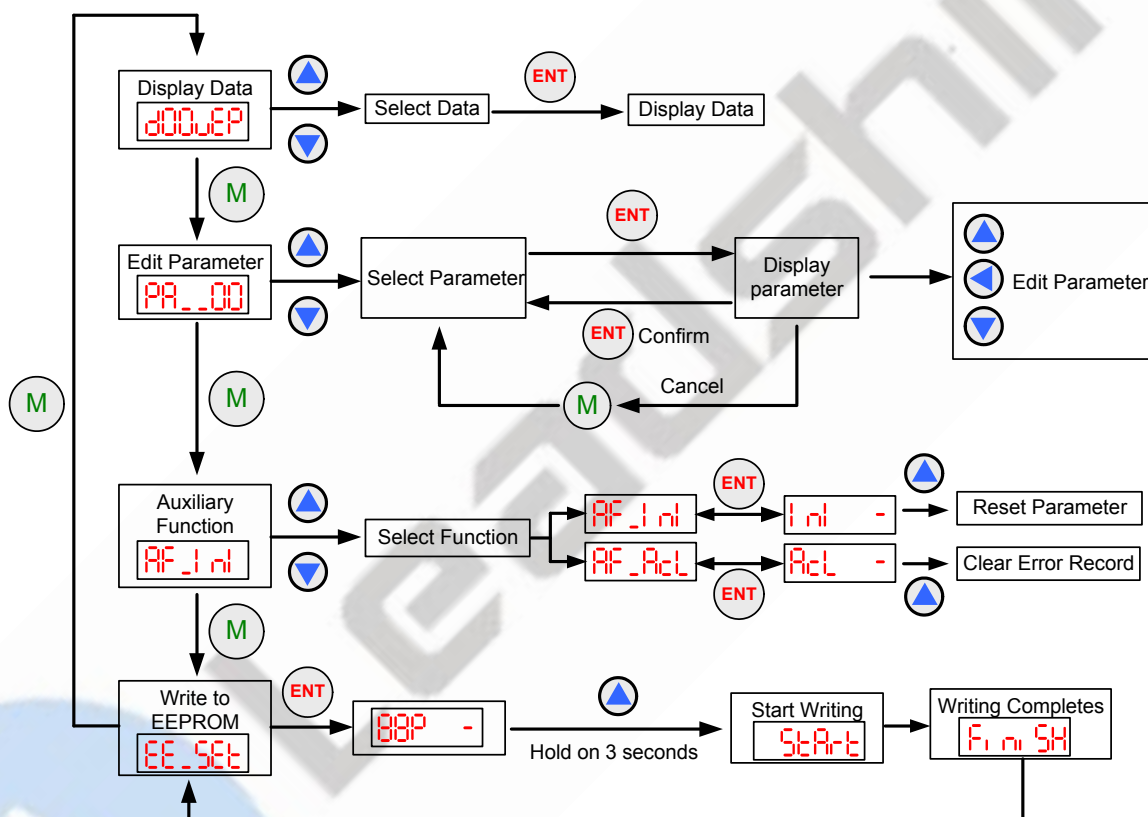 Display Data
d00uEP
ENT
Select Data
Display Data
M
Edit Parameter
PA__00
ENT
Select Parameter
Display
parameter
Edit Parameter
ENT Confirm
Cancel
M
M
M
Auxiliary
Function
AF_InI
Select Function
AF_InI
ENT
InI -
Reset Parameter
AF_AcL
ENT
AcL -
Clear Error Record
M
Write to
EEPROM
EE_SEt
ENT
88P -
Hold on 3 seconds
Start Writing
StArt
Writing Completes
FiniSH
Leadshi